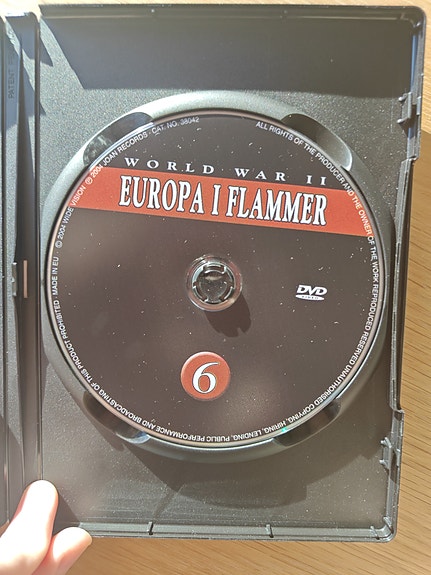 WORLD WAR II
EUROPA I FLAMMER
DVD
VIDEO
6
© 2004 WIDE VISION ℗ 2004 JOAN RECORDS · CAT. NO. 38042
ALL RIGHTS OF THE PRODUCER AND THE OWNER OF THE WORK REPRODUCED RESERVED UNAUTHORISED COPYING, HIRING, LENDING, PUBLIC PERFORMANCE AND BROADCASTING OF THIS PRODUCT PROHIBITED MADE IN EU